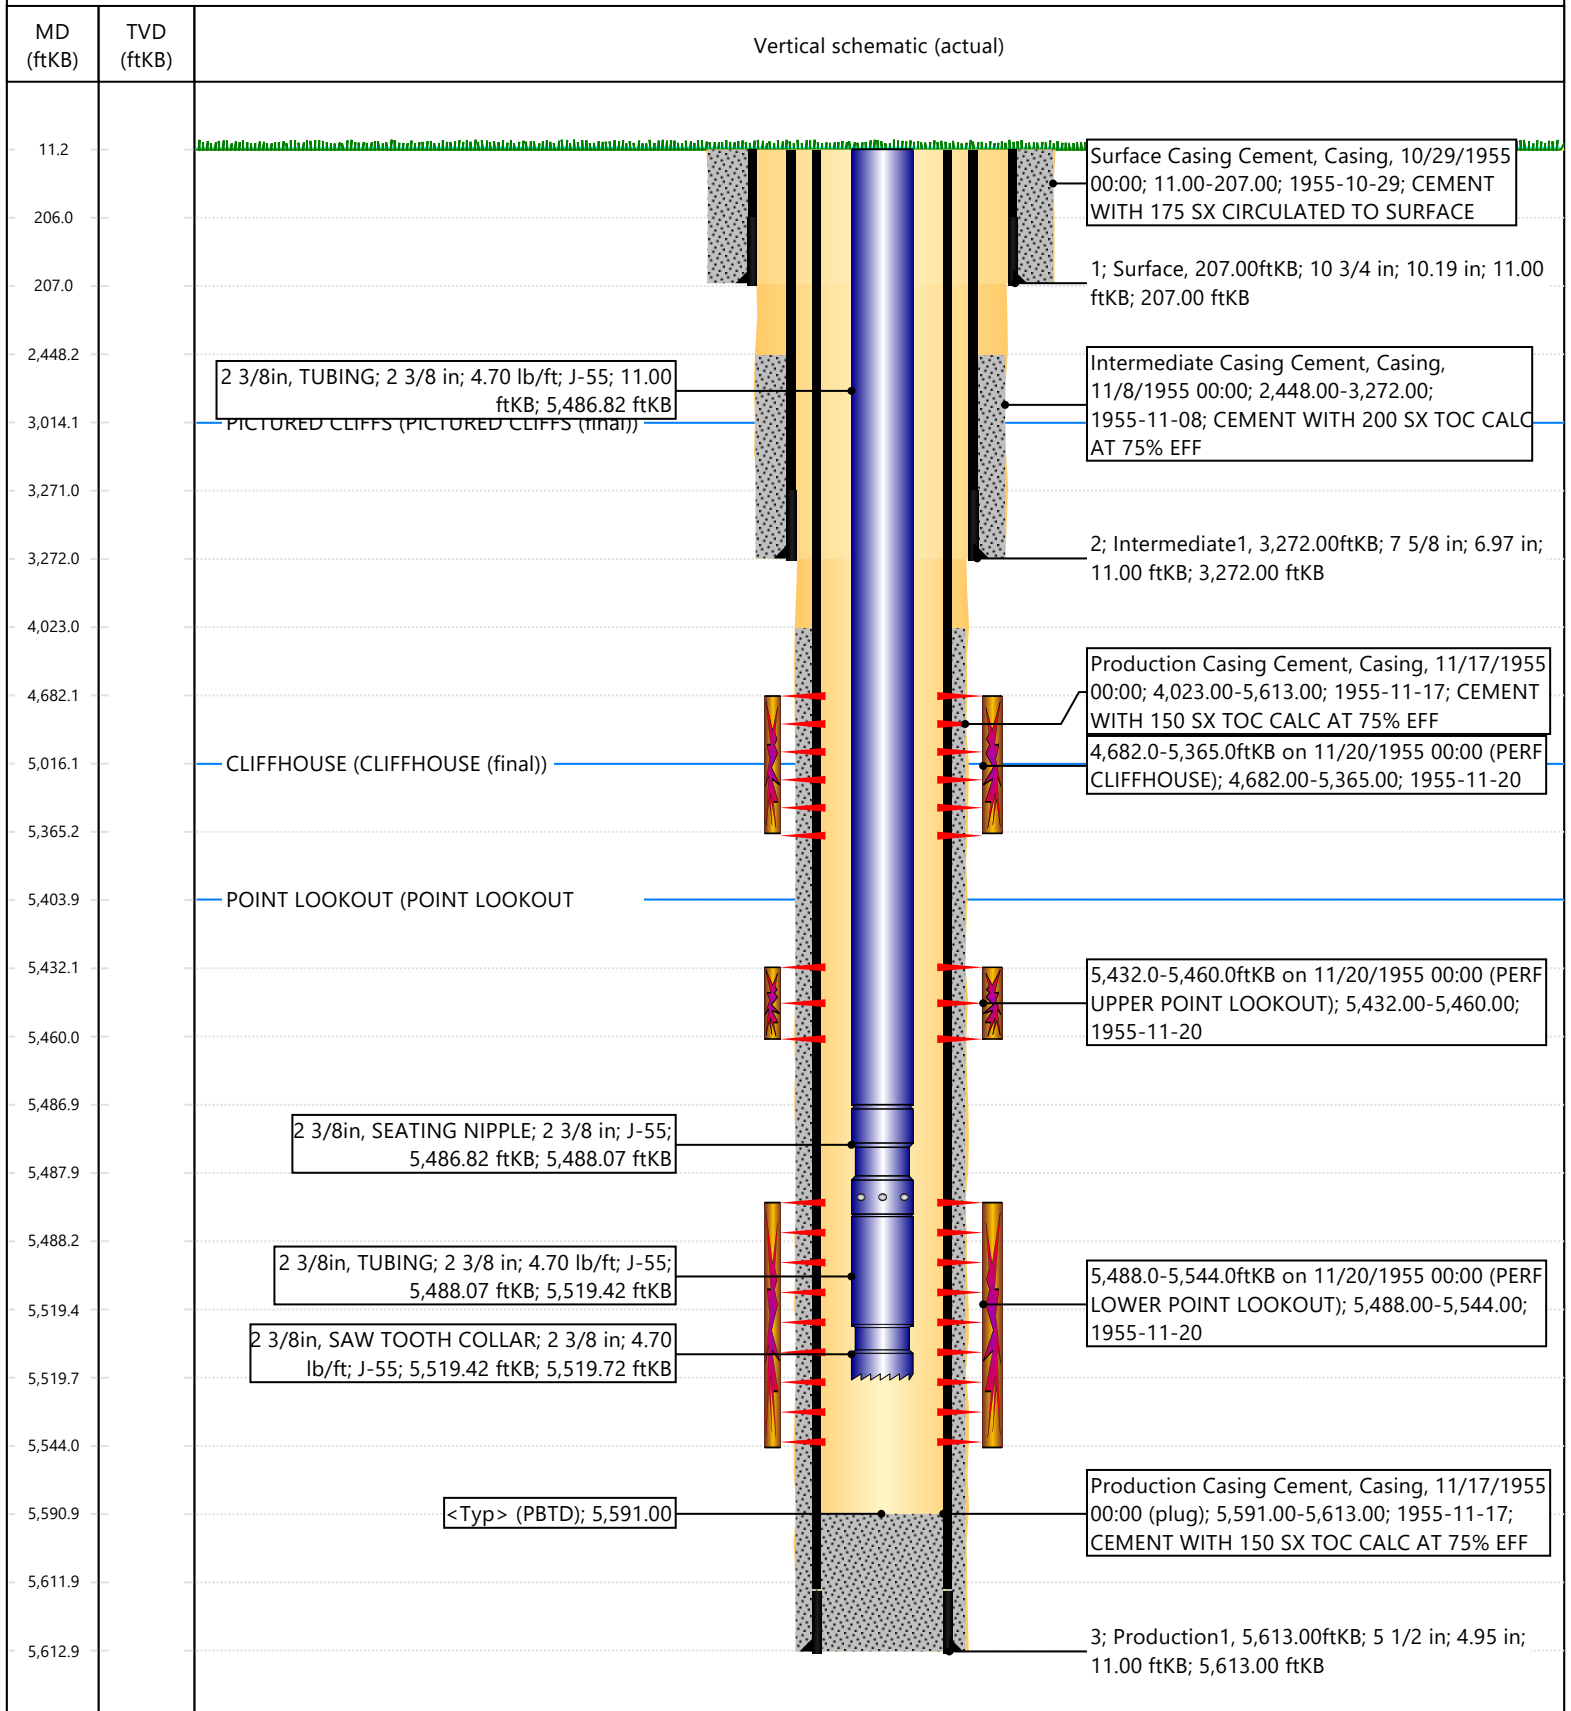 MD
(ftKB)
TVD
(ftKB)
Vertical schematic (actual)
11.2
206.0
207.0
2,448.2
3,014.1
3,271.0
3,272.0
4,023.0
4,682.1
5,016.1
5,365.2
5,403.9
5,432.1
5,460.0
5,486.9
5,487.9
5,488.2
5,519.4
5,519.7
5,544.0
5,590.9
5,611.9
5,612.9
2 3/8in, TUBING; 2 3/8 in; 4.70 lb/ft; J-55; 11.00
ftKB; 5,486.82 ftKB
PICTURED CLIFFS (PICTURED CLIFFS (final))
CLIFFHOUSE (CLIFFHOUSE (final))
POINT LOOKOUT (POINT LOOKOUT
2 3/8in, SEATING NIPPLE; 2 3/8 in; J-55;
5,486.82 ftKB; 5,488.07 ftKB
2 3/8in, TUBING; 2 3/8 in; 4.70 lb/ft; J-55;
5,488.07 ftKB; 5,519.42 ftKB
2 3/8in, SAW TOOTH COLLAR; 2 3/8 in; 4.70
lb/ft; J-55; 5,519.42 ftKB; 5,519.72 ftKB
<Typ> (PBTD); 5,591.00
Surface Casing Cement, Casing, 10/29/1955
00:00; 11.00-207.00; 1955-10-29; CEMENT
WITH 175 SX CIRCULATED TO SURFACE
1; Surface, 207.00ftKB; 10 3/4 in; 10.19 in; 11.00
ftKB; 207.00 ftKB
Intermediate Casing Cement, Casing,
11/8/1955 00:00; 2,448.00-3,272.00;
1955-11-08; CEMENT WITH 200 SX TOC CALC
AT 75% EFF
2; Intermediate1, 3,272.00ftKB; 7 5/8 in; 6.97 in;
11.00 ftKB; 3,272.00 ftKB
Production Casing Cement, Casing, 11/17/1955
00:00; 4,023.00-5,613.00; 1955-11-17; CEMENT
WITH 150 SX TOC CALC AT 75% EFF
4,682.0-5,365.0ftKB on 11/20/1955 00:00 (PERF
CLIFFHOUSE); 4,682.00-5,365.00; 1955-11-20
5,432.0-5,460.0ftKB on 11/20/1955 00:00 (PERF
UPPER POINT LOOKOUT); 5,432.00-5,460.00;
1955-11-20
5,488.0-5,544.0ftKB on 11/20/1955 00:00 (PERF
LOWER POINT LOOKOUT); 5,488.00-5,544.00;
1955-11-20
Production Casing Cement, Casing, 11/17/1955
00:00 (plug); 5,591.00-5,613.00; 1955-11-17;
CEMENT WITH 150 SX TOC CALC AT 75% EFF
3; Production1, 5,613.00ftKB; 5 1/2 in; 4.95 in;
11.00 ftKB; 5,613.00 ftKB